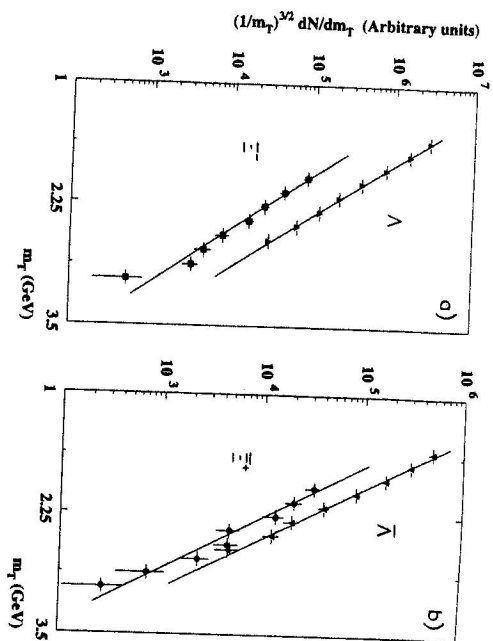 (1/m_T)^{3/2} dN/dm_T (Arbitrary units)
10^7
10^6
10^5
10^4
10^3
1
2.25
3.5
m_T (GeV)
Λ
Ξ^-
a)
10^6
10^5
10^4
10^3
1
2.25
3.5
m_T (GeV)
Λ̅
Ξ̅^+
b)